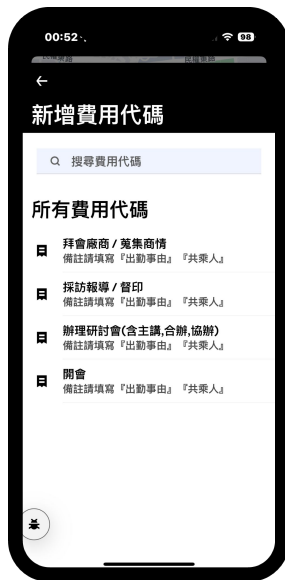 00:52
98
新增費用代碼
搜尋費用代碼
所有費用代碼
拜會廠商 / 蒐集商情
備註請填寫『出勤事由』『共乘人』
採訪報導 / 督印
備註請填寫『出勤事由』『共乘人』
辦理研討會(含主講,合辦,協辦)
備註請填寫『出勤事由』『共乘人』
開會
備註請填寫『出勤事由』『共乘人』